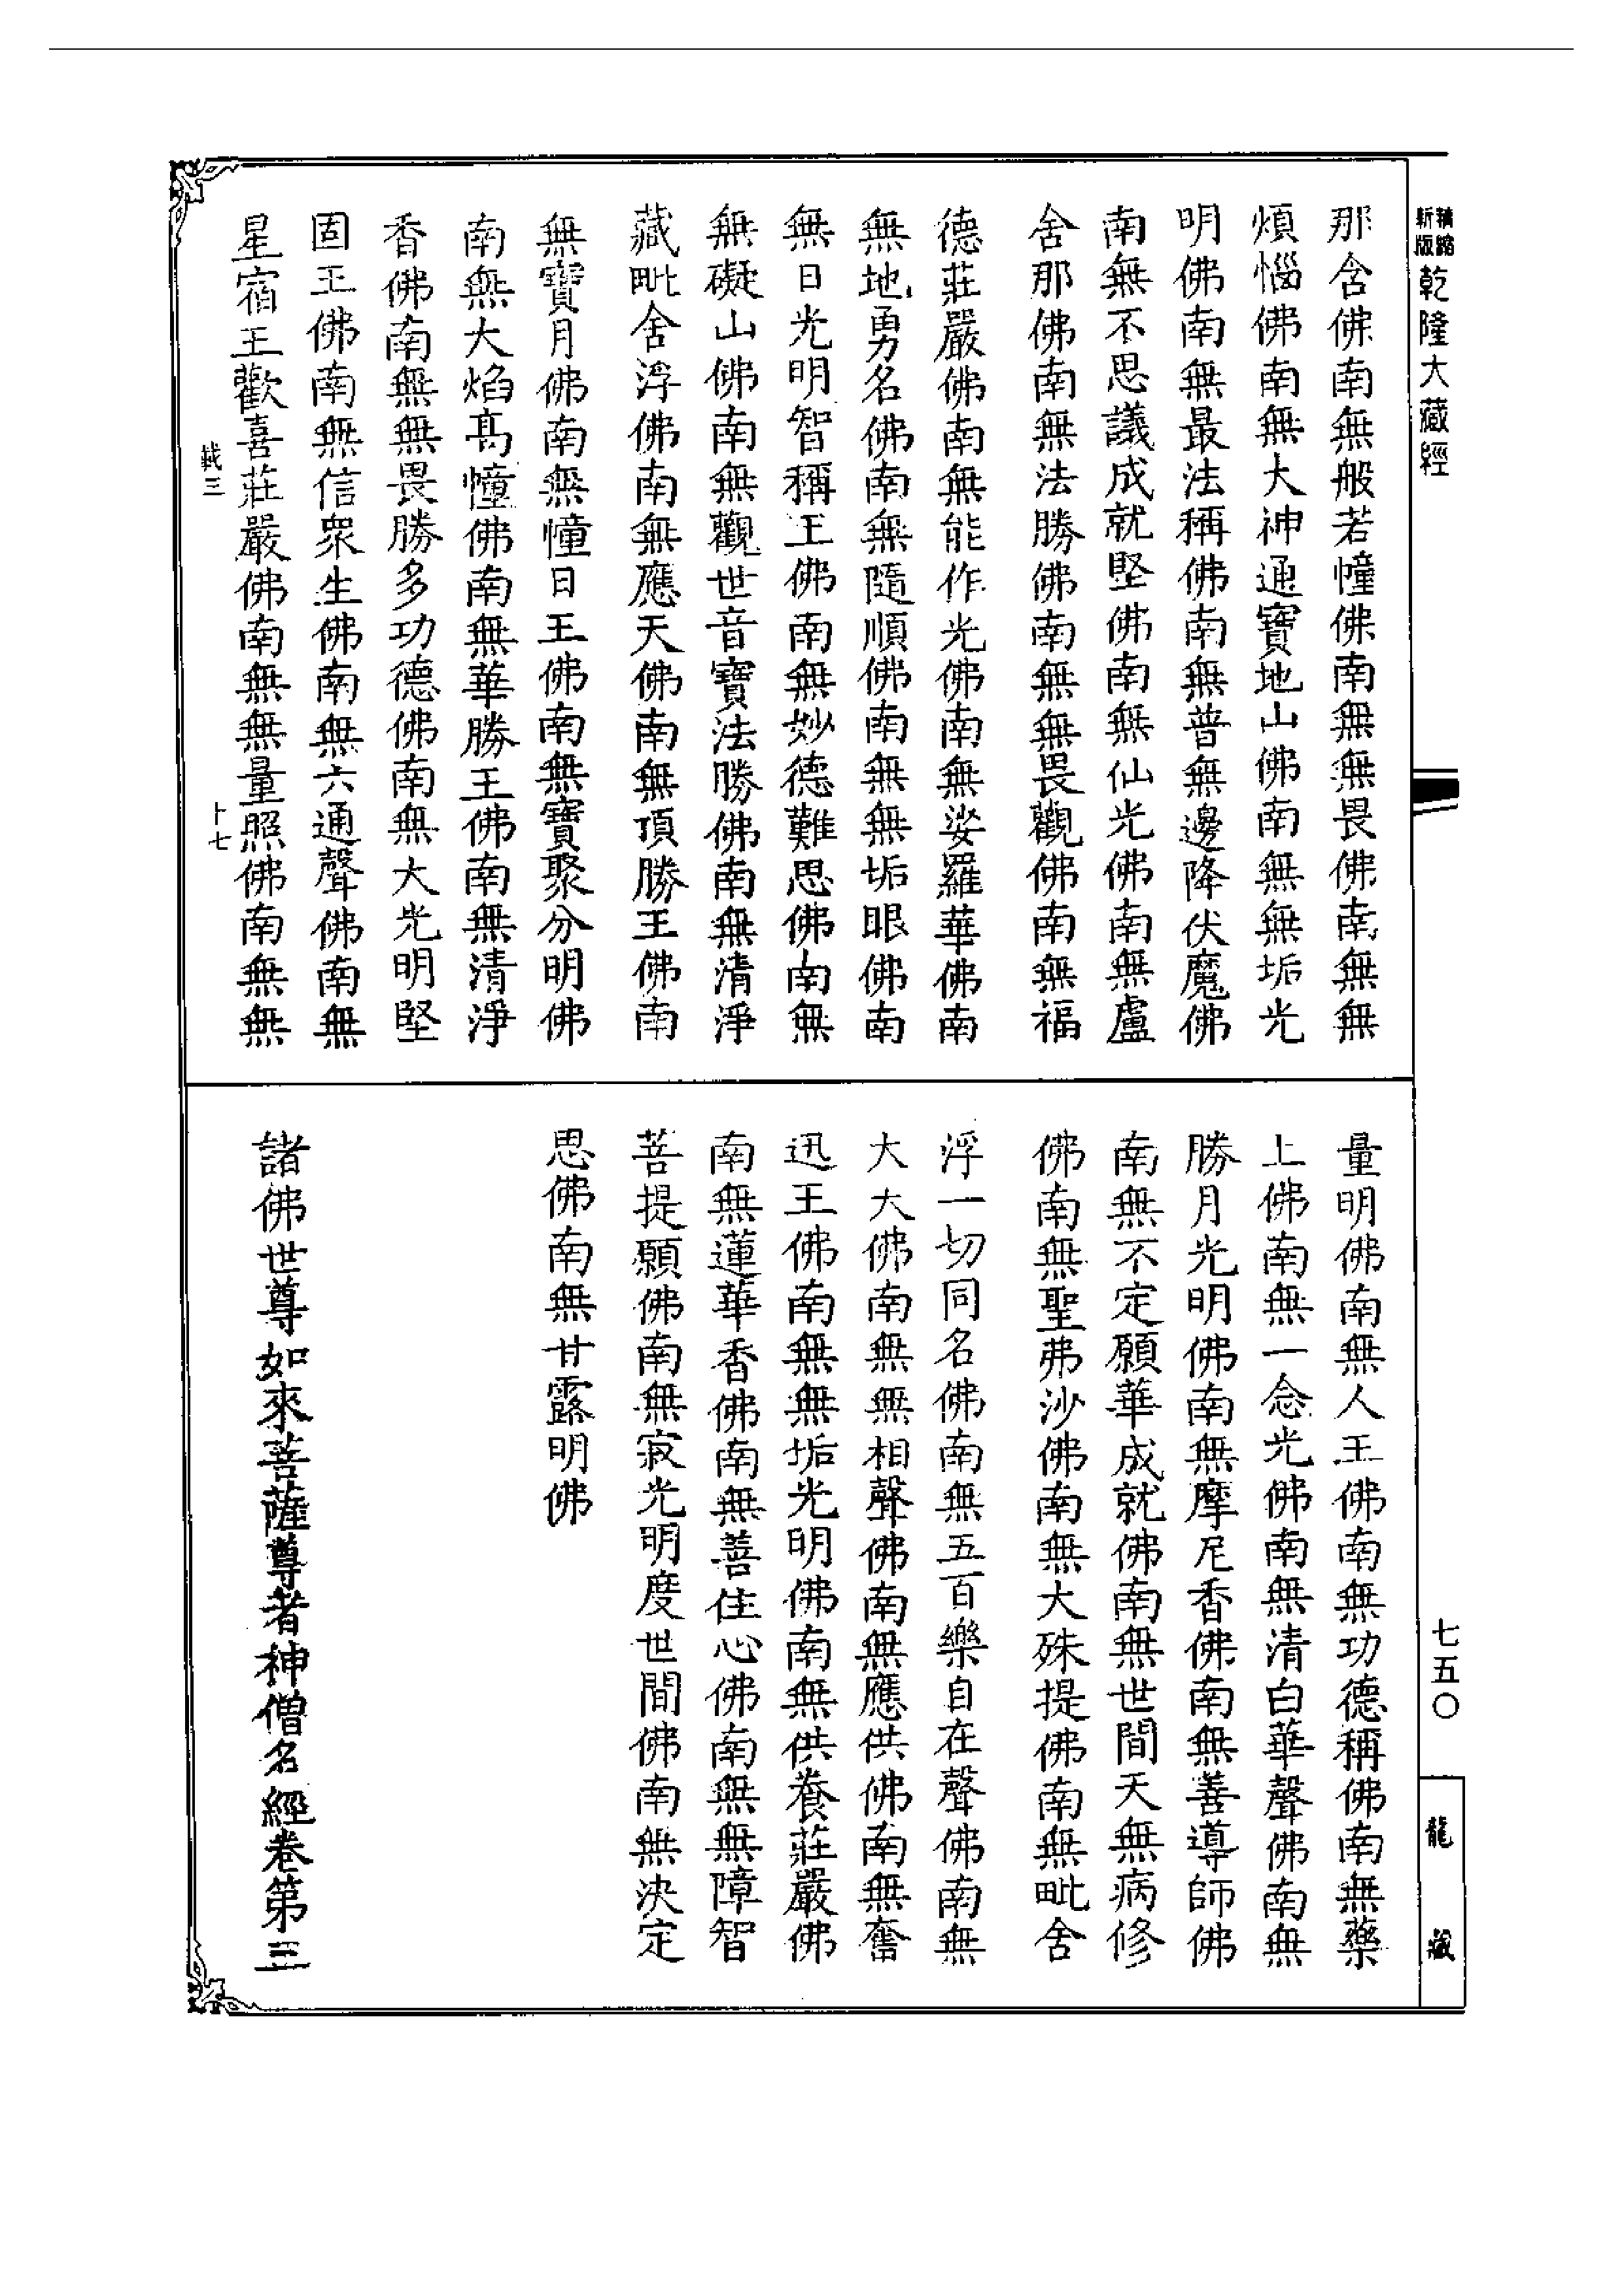 新版精縮乾隆大藏經
那含佛南無般若幢佛南無無畏佛南無無
煩惱佛南無大神通寶地山佛南無無垢光
明佛南無最法稱佛南無普無邊降伏魔佛
南無不思議成就堅佛南無仙光佛南無盧
舍那佛南無法勝佛南無無畏觀佛南無福
德莊嚴佛南無能作光佛南無娑羅華佛南
無地勇名佛南無隨順佛南無無垢眼佛南
無日光明智稱王佛南無妙德難思佛南無
無礙山佛南無觀世音寶法勝佛南無清淨
藏毗舍浮佛南無應天佛南無頂勝王佛南
無寶月佛南無幢日王佛南無寶聚分明佛
南無大焰高幢佛南無華勝王佛南無清淨
香佛南無無畏勝多功德佛南無大光明堅
固王佛南無信衆生佛南無六通聲佛南無
星宿王歡喜莊嚴佛南無無量照佛南無無
載三
十七
量明佛南無人王佛南無功德稱佛南無藥
上佛南無一念光佛南無清白華聲佛南無
勝月光明佛南無摩尼香佛南無善導師佛
南無不定願華成就佛南無世間天無病修
佛南無聖弗沙佛南無大殊提佛南無毗舍
浮一切同名佛南無五百樂自在聲佛南無
大大佛南無無相聲佛南無應供佛南無奮
迅王佛南無無垢光明佛南無供養莊嚴佛
南無蓮華香佛南無善住心佛南無無障智
菩提願佛南無寂光明度世間佛南無決定
思佛南無甘露明佛
諸佛世尊如來菩薩尊者神僧名經卷第三
七五〇
龍藏